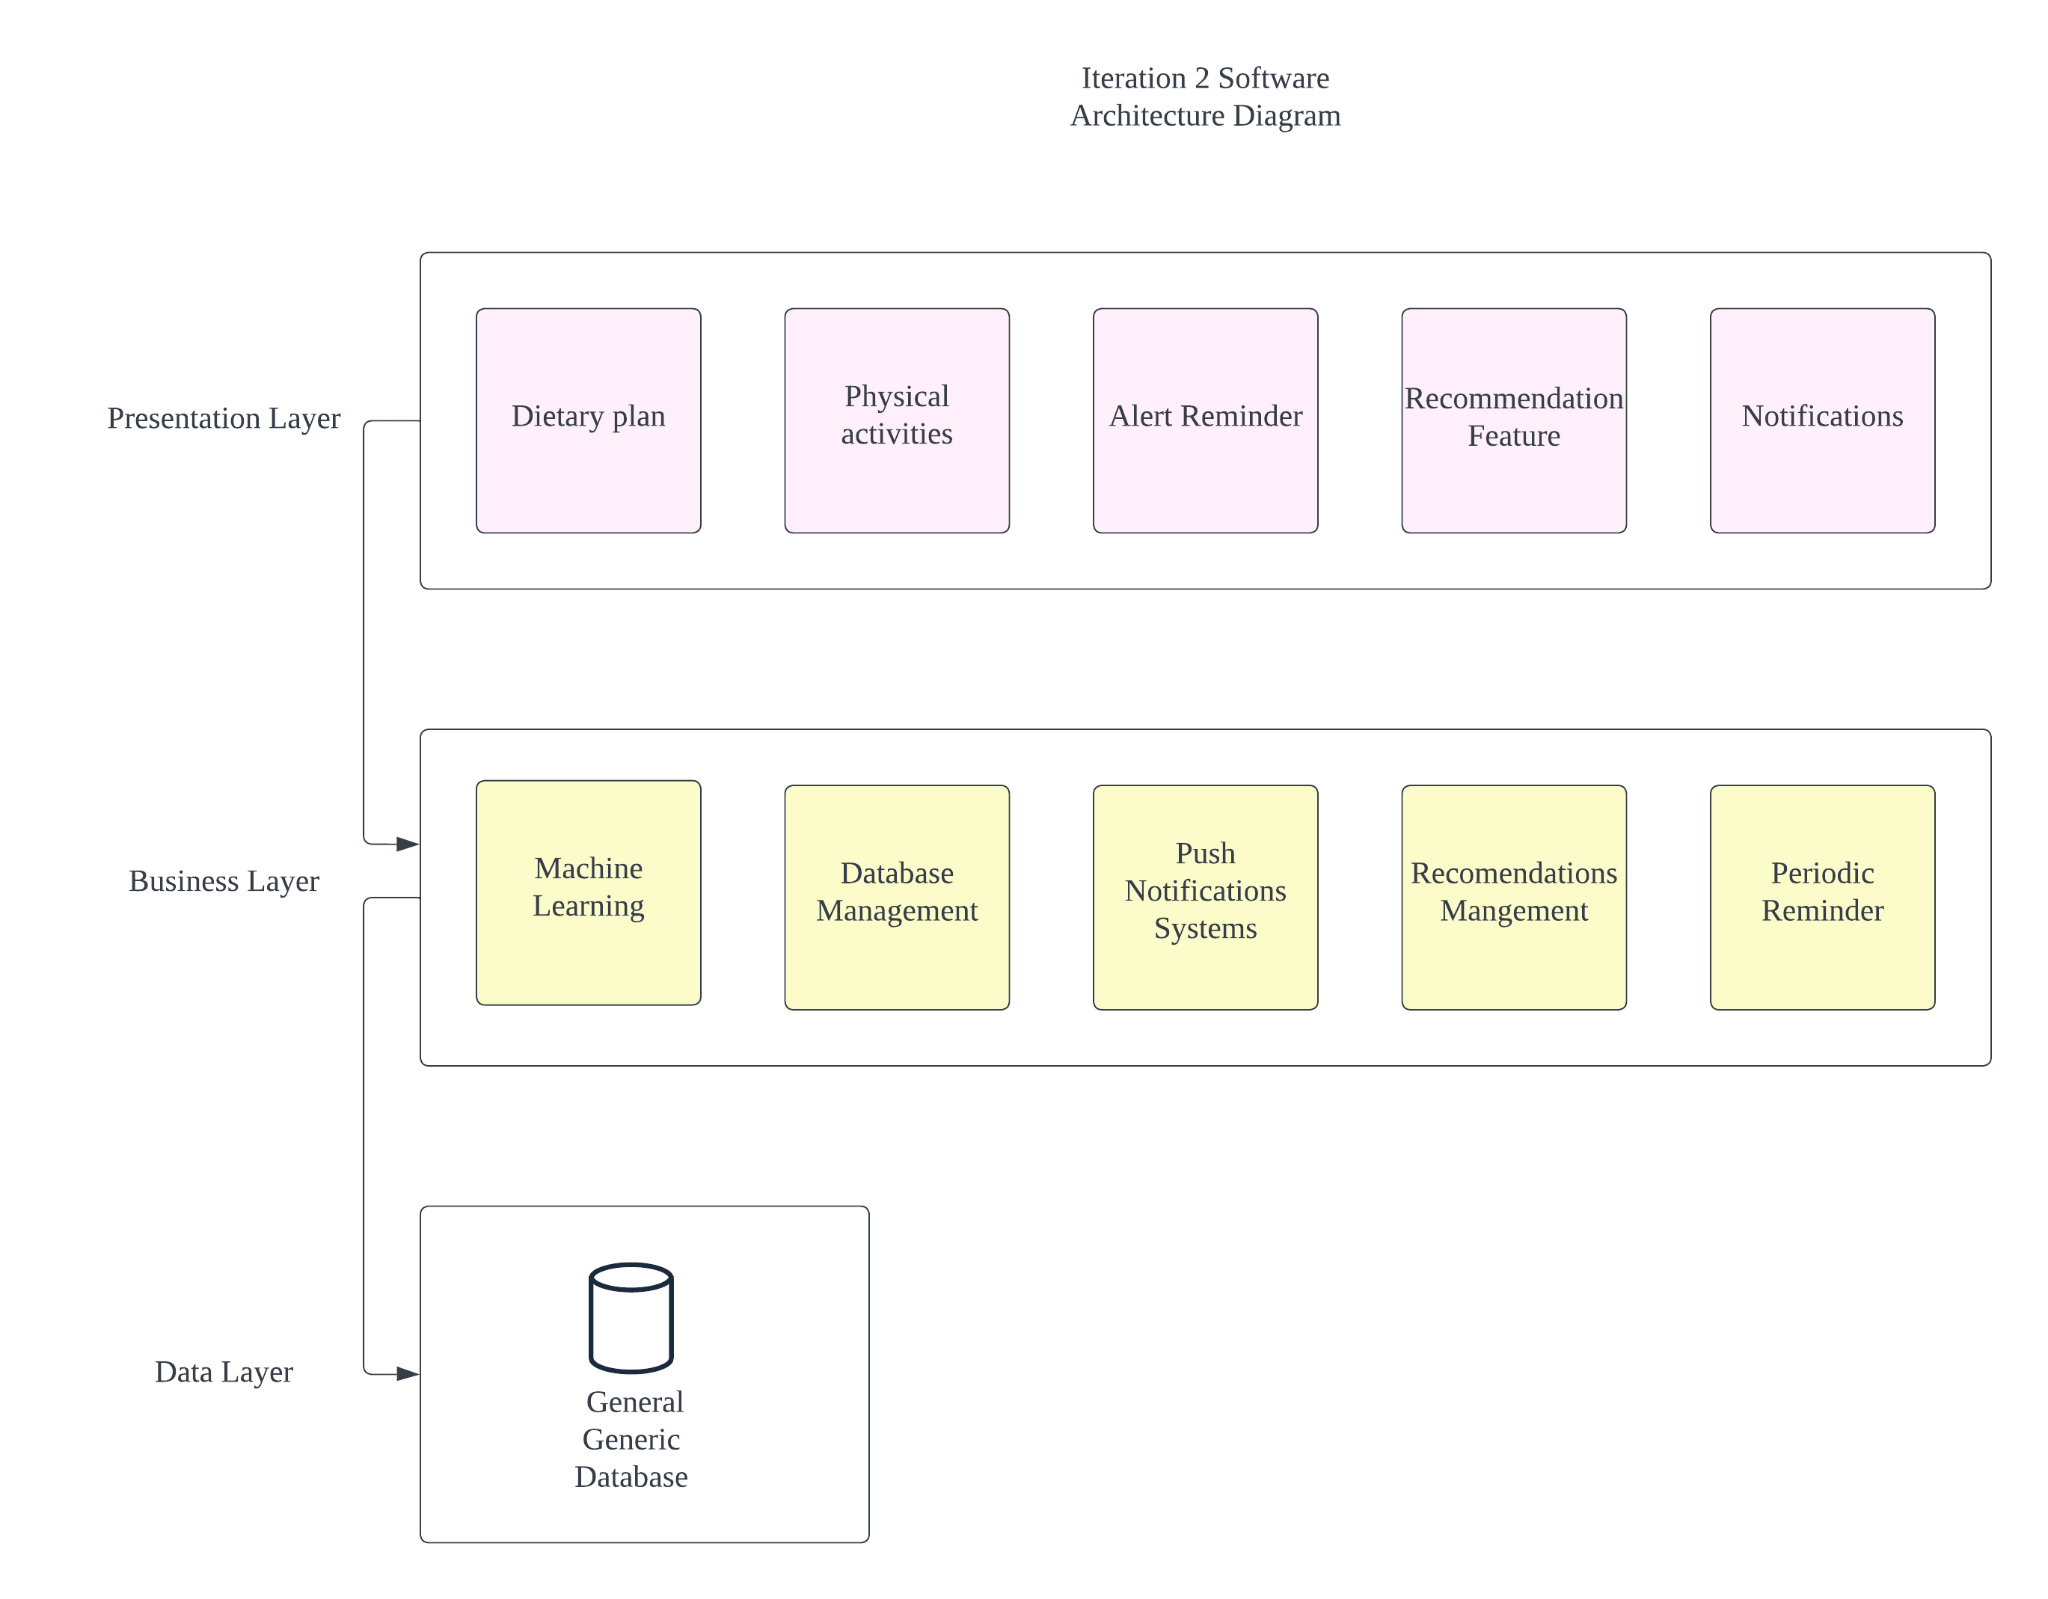 Iteration 2 Software
Architecture Diagram
Presentation Layer
Dietary plan
Physical
activities
Alert Reminder
Recommendation
Feature
Notifications
Business Layer
Machine
Learning
Database
Management
Push
Notifications
Systems
Recomendations
Mangement
Periodic
Reminder
Data Layer
General
Generic
Database